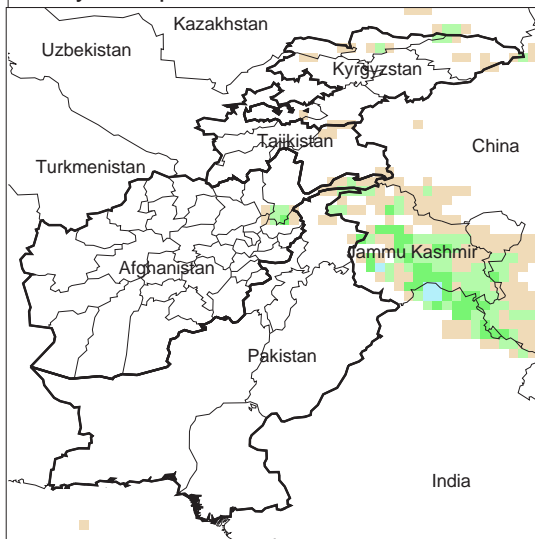 Kazakhstan
Uzbekistan
Kyrgyzstan
Tajikistan
China
Turkmenistan
Jammu Kashmir
Afghanistan
Pakistan
India